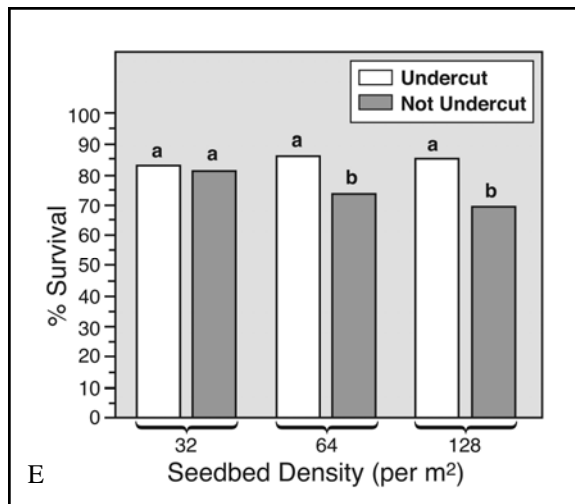 Undercut
Not Undercut
100
90
80
70
60
50
40
30
20
10
0
% Survival
a a a b a b
32 64 128
Seedbed Density (per m²)
E